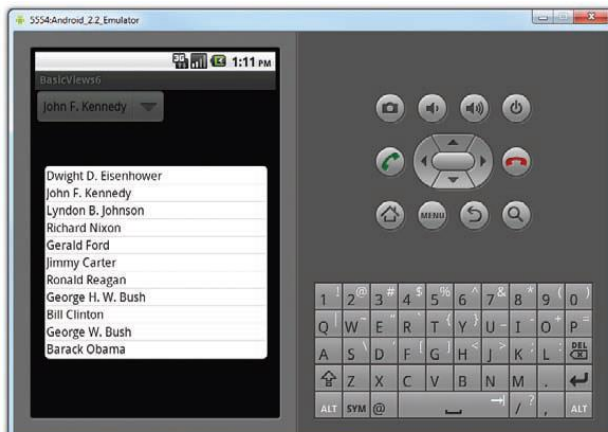 5554:Android_2.2_Emulator
3G
1:11 PM
BasicViews6
John F. Kennedy
Dwight D. Eisenhower
John F. Kennedy
Lyndon B. Johnson
Richard Nixon
Gerald Ford
Jimmy Carter
Ronald Reagan
George H. W. Bush
Bill Clinton
George W. Bush
Barack Obama
MENU
1 ! 2 @ 3 # 4 $ 5 % 6 ^ 7 & 8 * 9 ( 0 )
Q | W ~ E " R ` T { Y } U _ I - O + P =
A S \ D ' F [ G ] H < J > K ; L : DEL
Z X C V B N M .
ALT SYM @ / ? , ALT